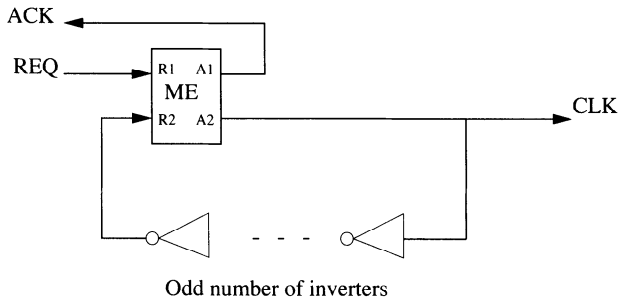 ACK
REQ
R1 A1
ME
R2 A2
CLK
Odd number of inverters